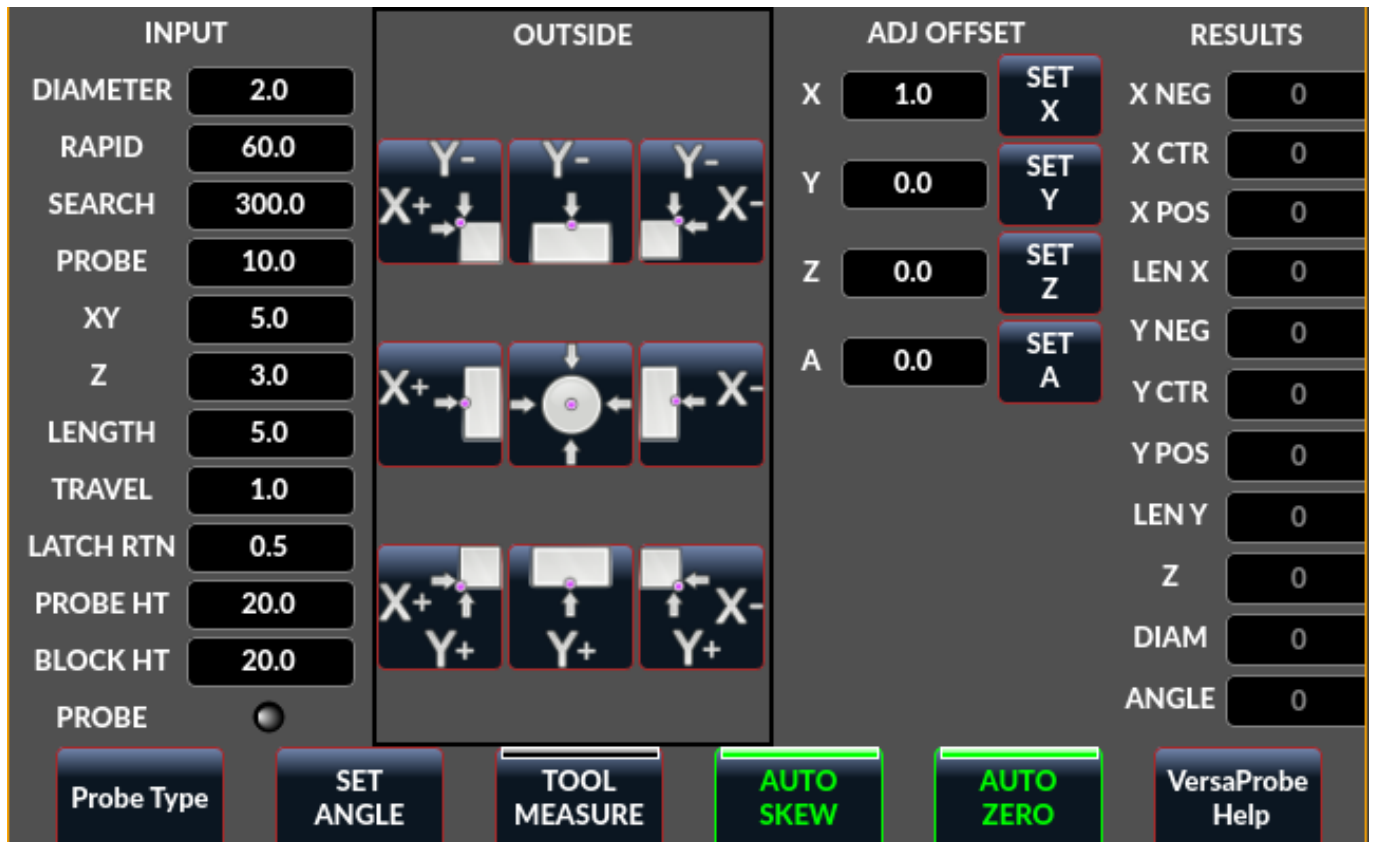 INPUT
DIAMETER 2.0
RAPID 60.0
SEARCH 300.0
PROBE 10.0
XY 5.0
Z 3.0
LENGTH 5.0
TRAVEL 1.0
LATCH RTN 0.5
PROBE HT 20.0
BLOCK HT 20.0
PROBE
OUTSIDE
Y- Y- Y-
X+ X-
X+ X-
X+ X-
Y+ Y+ Y+
ADJ OFFSET
X 1.0 SET
X
Y 0.0 SET
Y
Z 0.0 SET
Z
A 0.0 SET
A
RESULTS
X NEG 0
X CTR 0
X POS 0
LEN X 0
Y NEG 0
Y CTR 0
Y POS 0
LEN Y 0
Z 0
DIAM 0
ANGLE 0
Probe Type
SET
ANGLE
TOOL
MEASURE
AUTO
SKEW
AUTO
ZERO
VersaProbe
Help